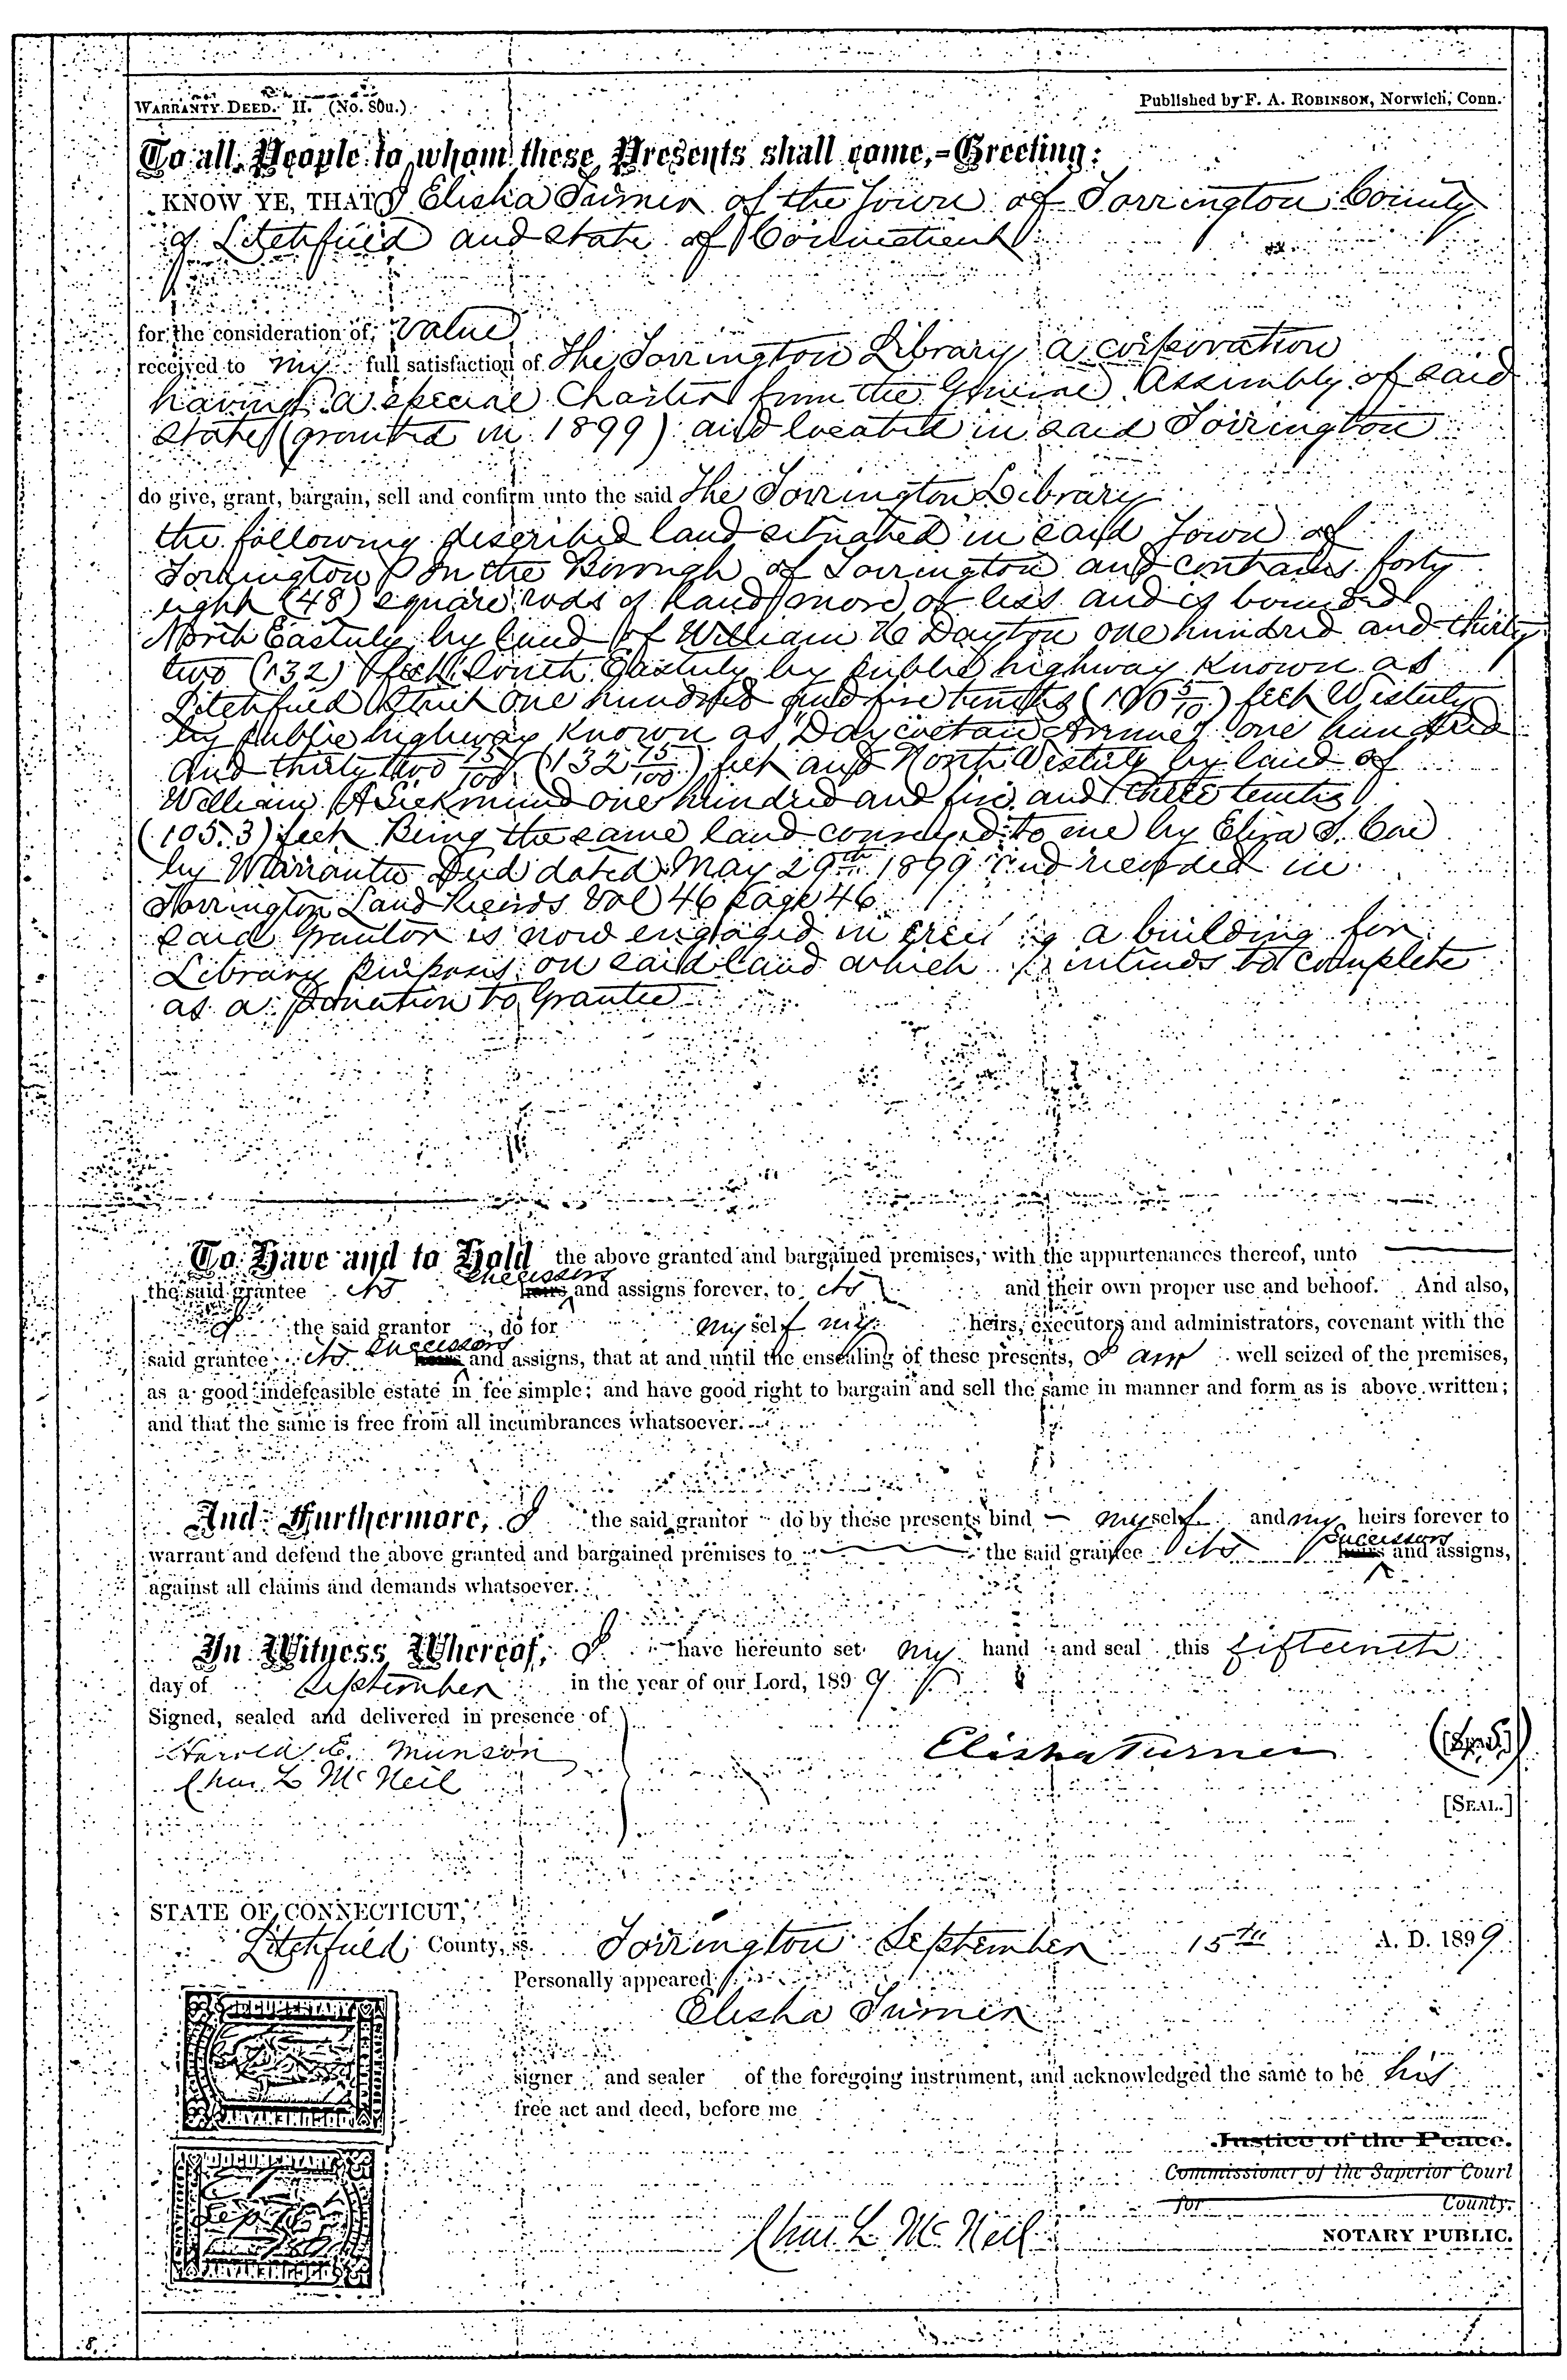 WARRANTY DEED. II. (No. 80u.) Published by F. A. ROBINSON, Norwich, Conn.
To all People to whom these Presents shall come,=Greeting:
KNOW YE, THAT I Elisha Turner of the Town of Torrington County
of Litchfield and State of Connecticut
for the consideration of, value
received to my full satisfaction of The Torrington Library a corporation
having a special Charter from the General Assembly of said
State (granted in 1899) and located in said Torrington
do give, grant, bargain, sell and confirm unto the said The Torrington Library
the following described land situated in said Town of
Torrington in the Borough of Torrington and contains forty
eight (48) square rods of land more or less and is bounded
North Easterly by land of William H Dayton one hundred and thirty
two (132) feet South Easterly by public highway known as
Litchfield Street one hundred and five tenths (100 5/10) feet Westerly
by public highway known as "Daycoeton Avenue" one hundred
and thirty two 75/100 (132 75/100) feet and North Westerly by land of
William A one hundred and five and three tenths
(105.3) feet Being the same land conveyed to me by Eliza S. Coe
by Warrantee Deed dated May 29th 1899 and recorded in
Torrington Land Records Vol 46 page 46
said Grantor is now engaged in a building for
Library purposes on said land which intends to complete
as a Donation to Grantee
To Have and to Hold the above granted and bargained premises, with the appurtenances thereof, unto
the said grantee its successors heirs and assigns forever, to its and their own proper use and behoof. And also,
I the said grantor, do for myself my heirs, executors and administrators, covenant with the
said grantee its successors heirs and assigns, that at and until the ensealing of these presents, I am well seized of the premises,
as a good indefeasible estate in fee simple; and have good right to bargain and sell the same in manner and form as is above written;
and that the same is free from all incumbrances whatsoever.
And Furthermore, I the said grantor do by these presents bind myself and my heirs forever to
warrant and defend the above granted and bargained premises to the said grantee its successors heirs and assigns,
against all claims and demands whatsoever.
In Witness Whereof, I have hereunto set my hand and seal this fifteenth
day of September in the year of our Lord, 1899
Signed, sealed and delivered in presence of
Harold E. Munson Elisha Turner [Seal.]
Chas. L. McNeil
[SEAL.]
STATE OF CONNECTICUT,
Litchfield County, ss. Torrington September 15th A. D. 1899
Personally appeared
Elisha Turner
signer and sealer of the foregoing instrument, and acknowledged the same to be his
free act and deed, before me
Justice of the Peace.
Commissioner of the Superior Court
for County.
Chas. L. McNeil NOTARY PUBLIC.
DOCUMENTARY
DOCUMENTARY
DOCUMENTARY
DOCUMENTARY
8.